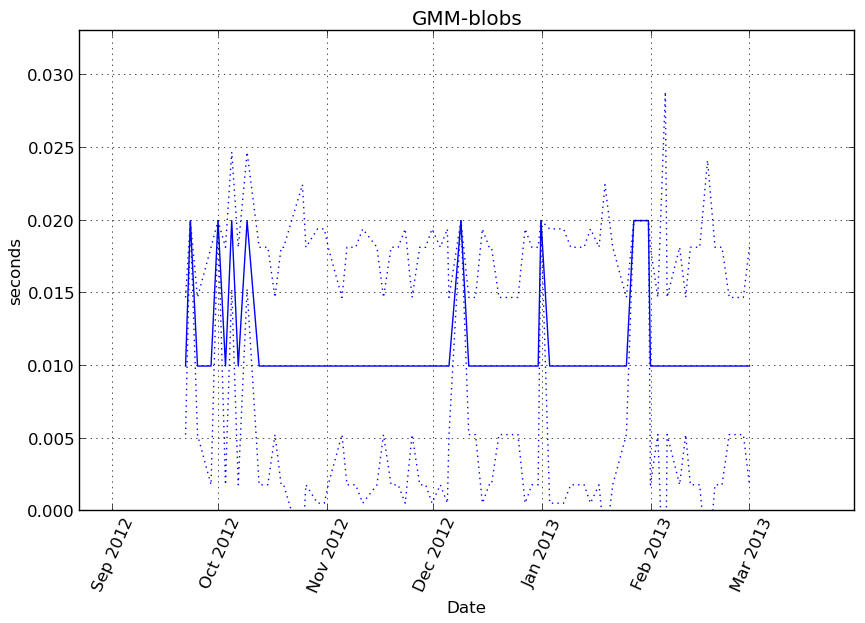 GMM-blobs
0.030
0.025
0.020
0.015
0.010
0.005
0.000
seconds
Sep 2012
Oct 2012
Nov 2012
Dec 2012
Jan 2013
Feb 2013
Mar 2013
Date